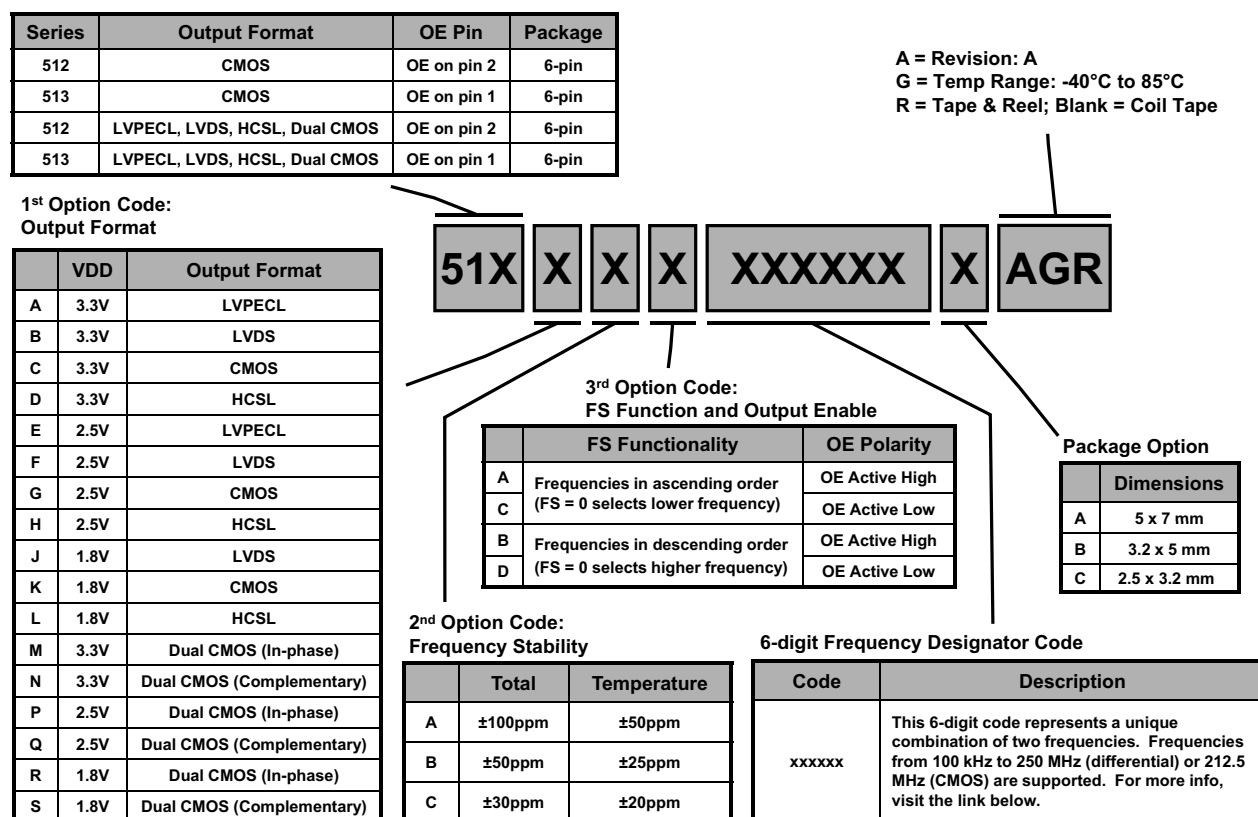 Series Output Format OE Pin Package
512 CMOS OE on pin 2 6-pin
513 CMOS OE on pin 1 6-pin
512 LVPECL, LVDS, HCSL, Dual CMOS OE on pin 2 6-pin
513 LVPECL, LVDS, HCSL, Dual CMOS OE on pin 1 6-pin
A = Revision: A
G = Temp Range: -40°C to 85°C
R = Tape & Reel; Blank = Coil Tape
51X X X X XXXXXX X AGR
1st Option Code:
Output Format
VDD Output Format
A 3.3V LVPECL
B 3.3V LVDS
C 3.3V CMOS
D 3.3V HCSL
E 2.5V LVPECL
F 2.5V LVDS
G 2.5V CMOS
H 2.5V HCSL
J 1.8V LVDS
K 1.8V CMOS
L 1.8V HCSL
M 3.3V Dual CMOS (In-phase)
N 3.3V Dual CMOS (Complementary)
P 2.5V Dual CMOS (In-phase)
Q 2.5V Dual CMOS (Complementary)
R 1.8V Dual CMOS (In-phase)
S 1.8V Dual CMOS (Complementary)
3rd Option Code:
FS Function and Output Enable
FS Functionality OE Polarity
A Frequencies in ascending order OE Active High
C (FS = 0 selects lower frequency) OE Active Low
B Frequencies in descending order OE Active High
D (FS = 0 selects higher frequency) OE Active Low
Package Option
Dimensions
A 5 x 7 mm
B 3.2 x 5 mm
C 2.5 x 3.2 mm
2nd Option Code:
Frequency Stability
Total Temperature
A ±100ppm ±50ppm
B ±50ppm ±25ppm
C ±30ppm ±20ppm
6-digit Frequency Designator Code
Code Description
xxxxxx
This 6-digit code represents a unique
combination of two frequencies. Frequencies
from 100 kHz to 250 MHz (differential) or 212.5
MHz (CMOS) are supported. For more info,
visit the link below.